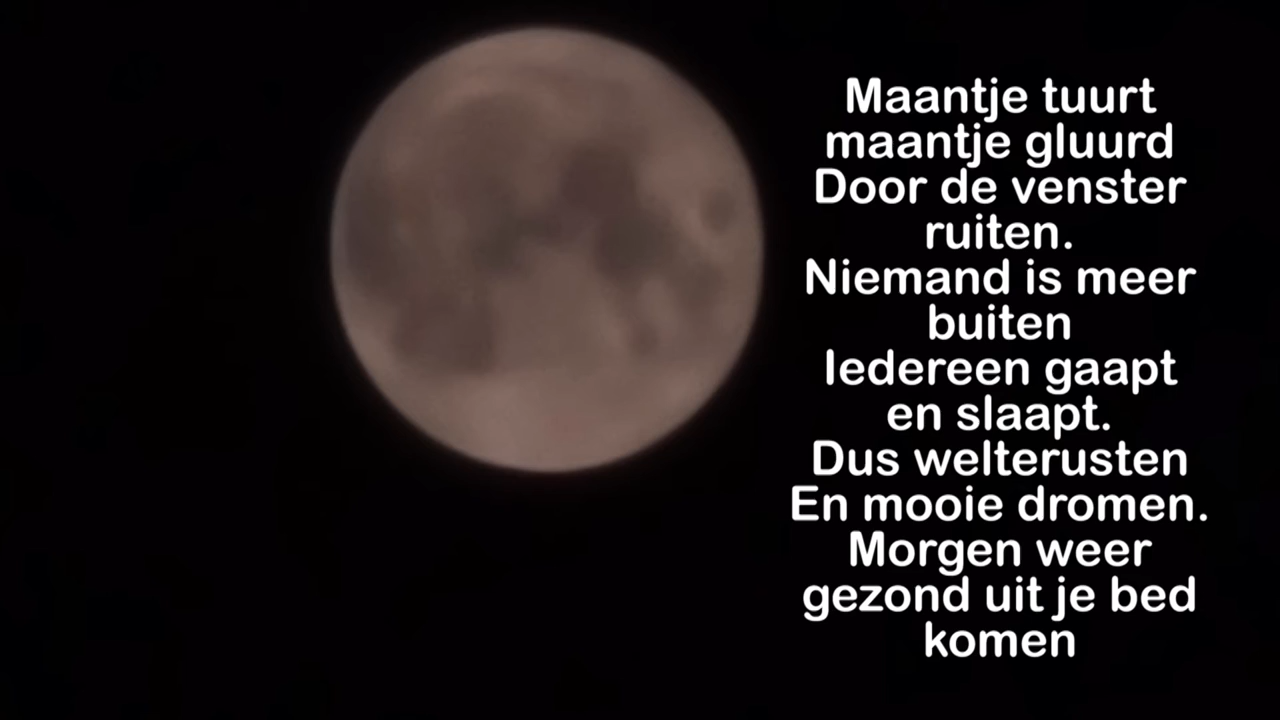 Maantje tuurt
maantje gluurd
Door de venster
ruiten.
Niemand is meer
buiten
Iedereen gaapt
en slaapt.
Dus welterusten
En mooie dromen.
Morgen weer
gezond uit je bed
komen